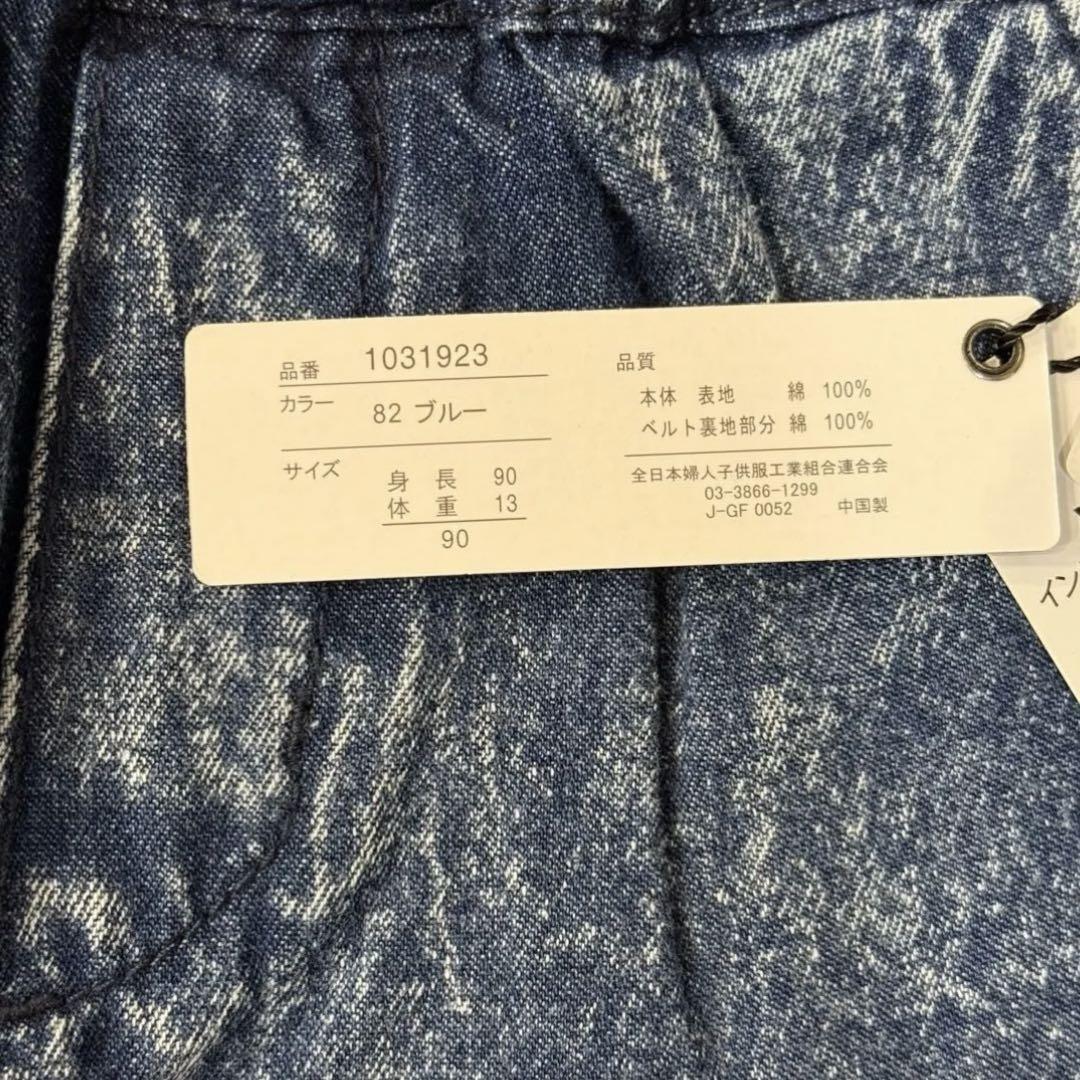 品番 1031923
カラー 82 ブルー
サイズ 身長 90
体重 13
90
品質
本体 表地 綿 100%
ベルト裏地部分 綿 100%
全日本婦人子供服工業組合連合会
03-3866-1299
J-GF 0052 中国製
イン